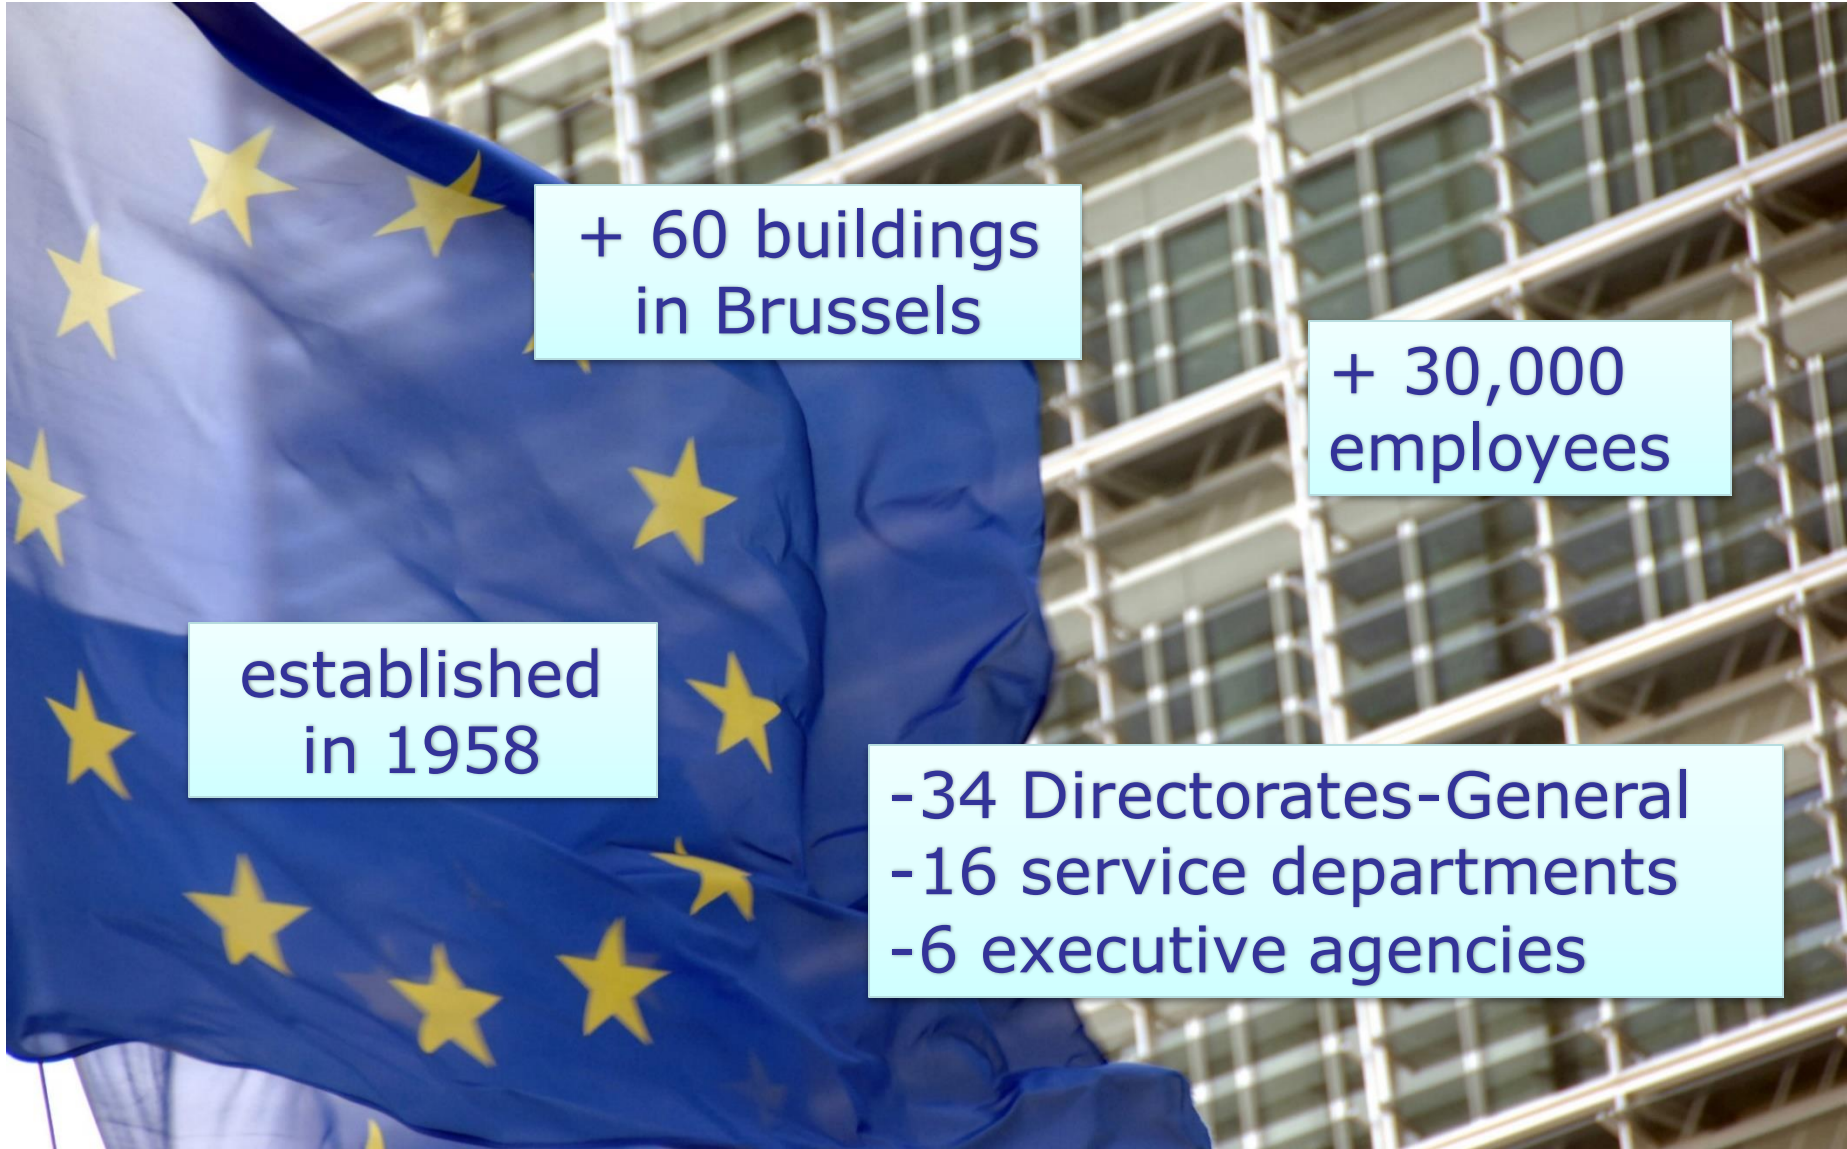 + 60 buildings
in Brussels
+ 30,000
employees
established
in 1958
-34 Directorates-General
-16 service departments
-6 executive agencies